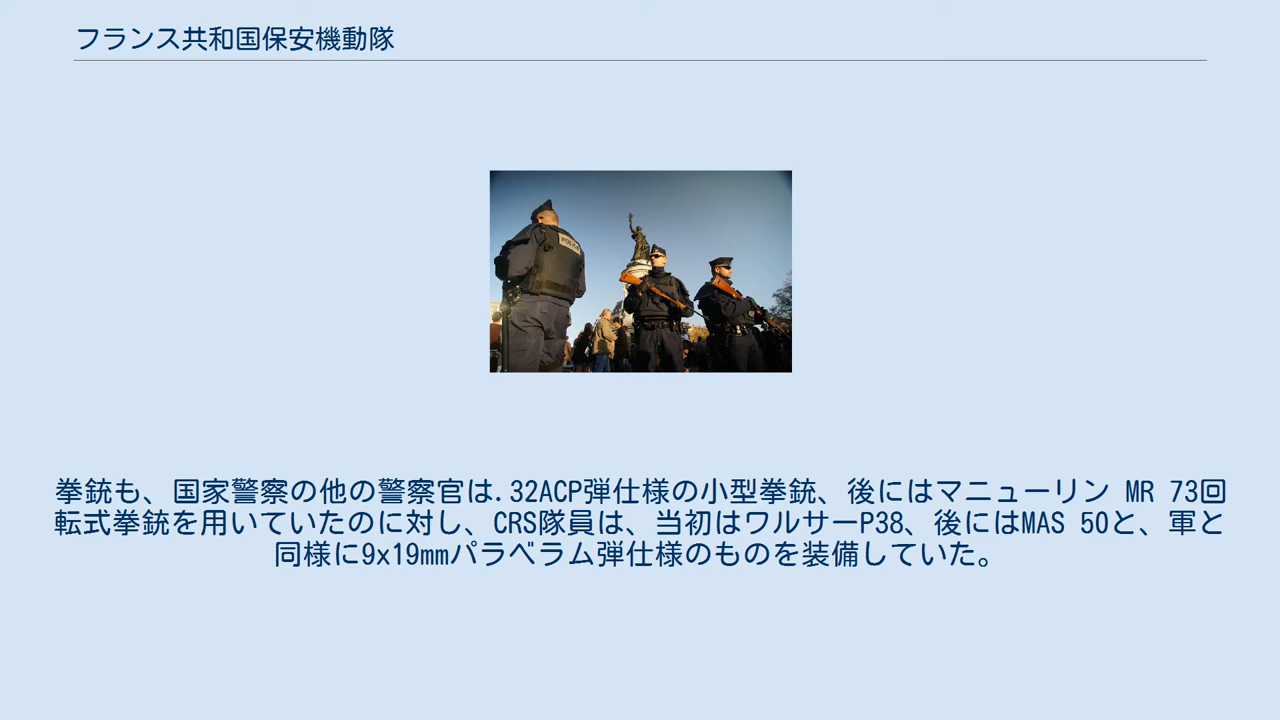 フランス共和国保安機動隊
POLICE
拳銃も、国家警察の他の警察官は.32ACP弾仕様の小型拳銃、後にはマニューリン MR 73回
転式拳銃を用いていたのに対し、CRS隊員は、当初はワルサーP38、後にはMAS 50と、軍と
同様に9x19mmパラベラム弾仕様のものを装備していた。